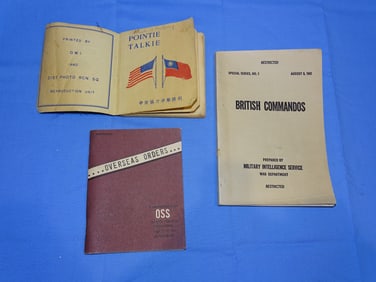 PRINTED BY
O W I
AND
21ST PHOTO RCN. SQ.
REPRODUCTION UNIT
POINTIE
TALKIE
OVERSEAS ORDERS
OSS
RESTRICTED
SPECIAL SERIES, NO. 1
AUGUST 9, 1942
BRITISH COMMANDOS
PREPARED BY
MILITARY INTELLIGENCE SERVICE
WAR DEPARTMENT
RESTRICTED